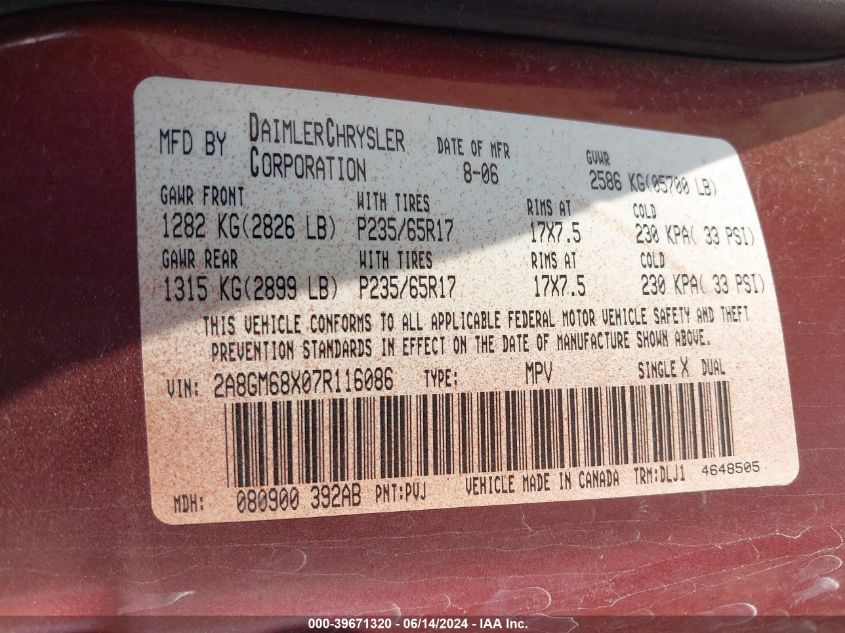 MFD BY DAIMLERCHRYSLER CORPORATION DATE OF MFR 8-06 GVWR 2586 KG(05700 LB)
GAWR FRONT WITH TIRES RIMS AT COLD
1282 KG(2826 LB) P235/65R17 17X7.5 230 KPA( 33 PSI)
GAWR REAR WITH TIRES RIMS AT COLD
1315 KG(2899 LB) P235/65R17 17X7.5 230 KPA( 33 PSI)
THIS VEHICLE CONFORMS TO ALL APPLICABLE FEDERAL MOTOR VEHICLE SAFETY AND THEFT
PREVENTION STANDARDS IN EFFECT ON THE DATE OF MANUFACTURE SHOWN ABOVE.
VIN: 2A8GM68X07R116086 TYPE: MPV SINGLE X DUAL
MDH: 080900 392AB PNT:PVJ VEHICLE MADE IN CANADA TRM:DLJ1 4648505
000-39671320 - 06/14/2024 - IAA Inc.